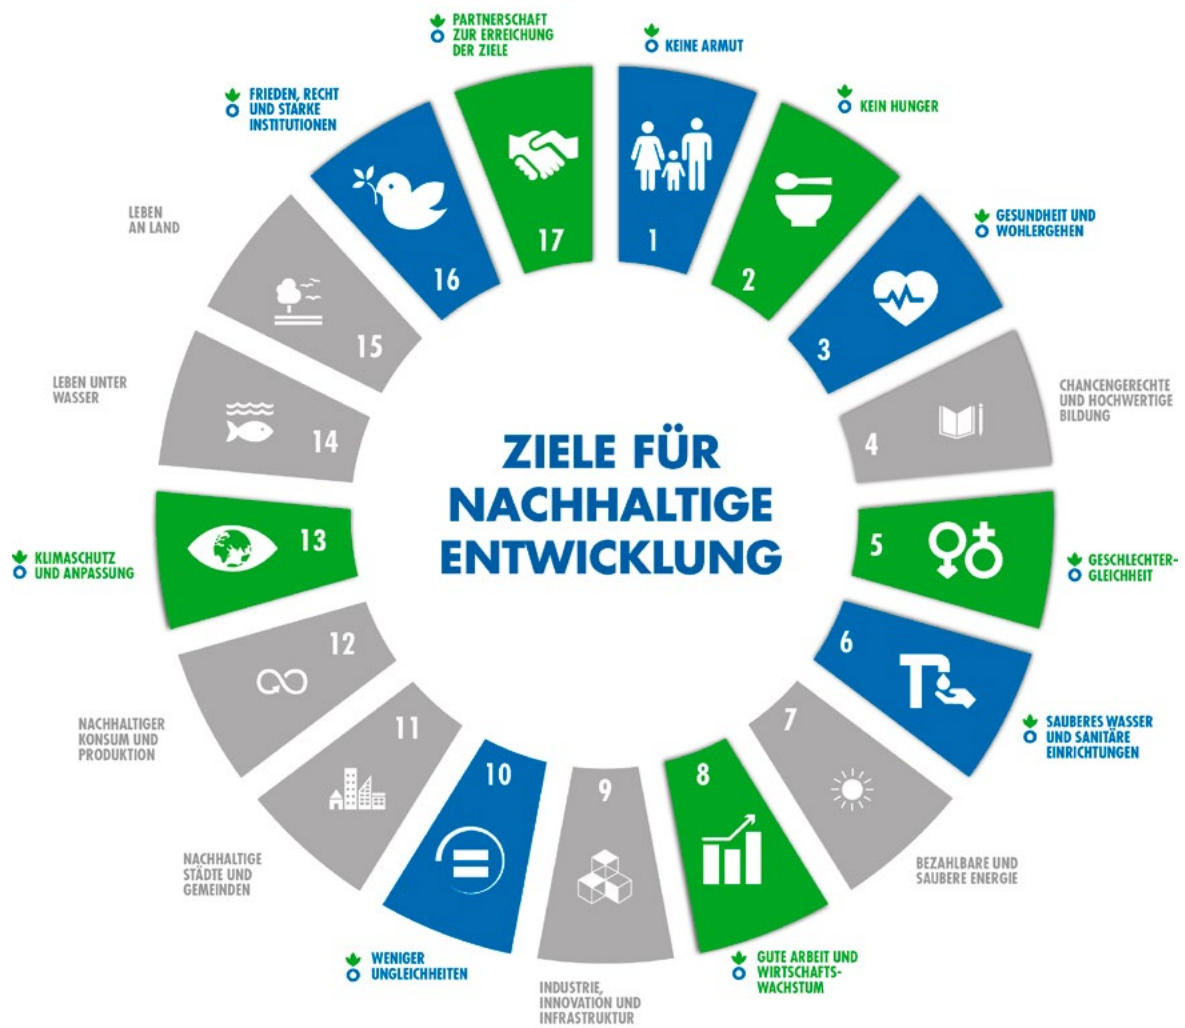 PARTNERSCHAFT
ZUR ERREICHUNG
DER ZIELE
17
KEINE ARMUT
1
KEIN HUNGER
2
GESUNDHEIT UND
WOHLERGEHEN
3
CHANCENGERECHTE
UND HOCHWERTIGE
BILDUNG
4
GESCHLECHTER-
GLEICHHEIT
5
SAUBERES WASSER
UND SANITÄRE
EINRICHTUNGEN
6
BEZAHLBARE UND
SAUBERE ENERGIE
7
GUTE ARBEIT UND
WIRTSCHAFTS-
WACHSTUM
8
INDUSTRIE,
INNOVATION UND
INFRASTRUKTUR
9
WENIGER
UNGLEICHHEITEN
10
NACHHALTIGE
STÄDTE UND
GEMEINDEN
11
NACHHALTIGER
KONSUM UND
PRODUKTION
12
KLIMASCHUTZ
UND ANPASSUNG
13
LEBEN UNTER
WASSER
14
LEBEN
AN LAND
15
FRIEDEN, RECHT
UND STARKE
INSTITUTIONEN
16
ZIELE FÜR
NACHHALTIGE
ENTWICKLUNG